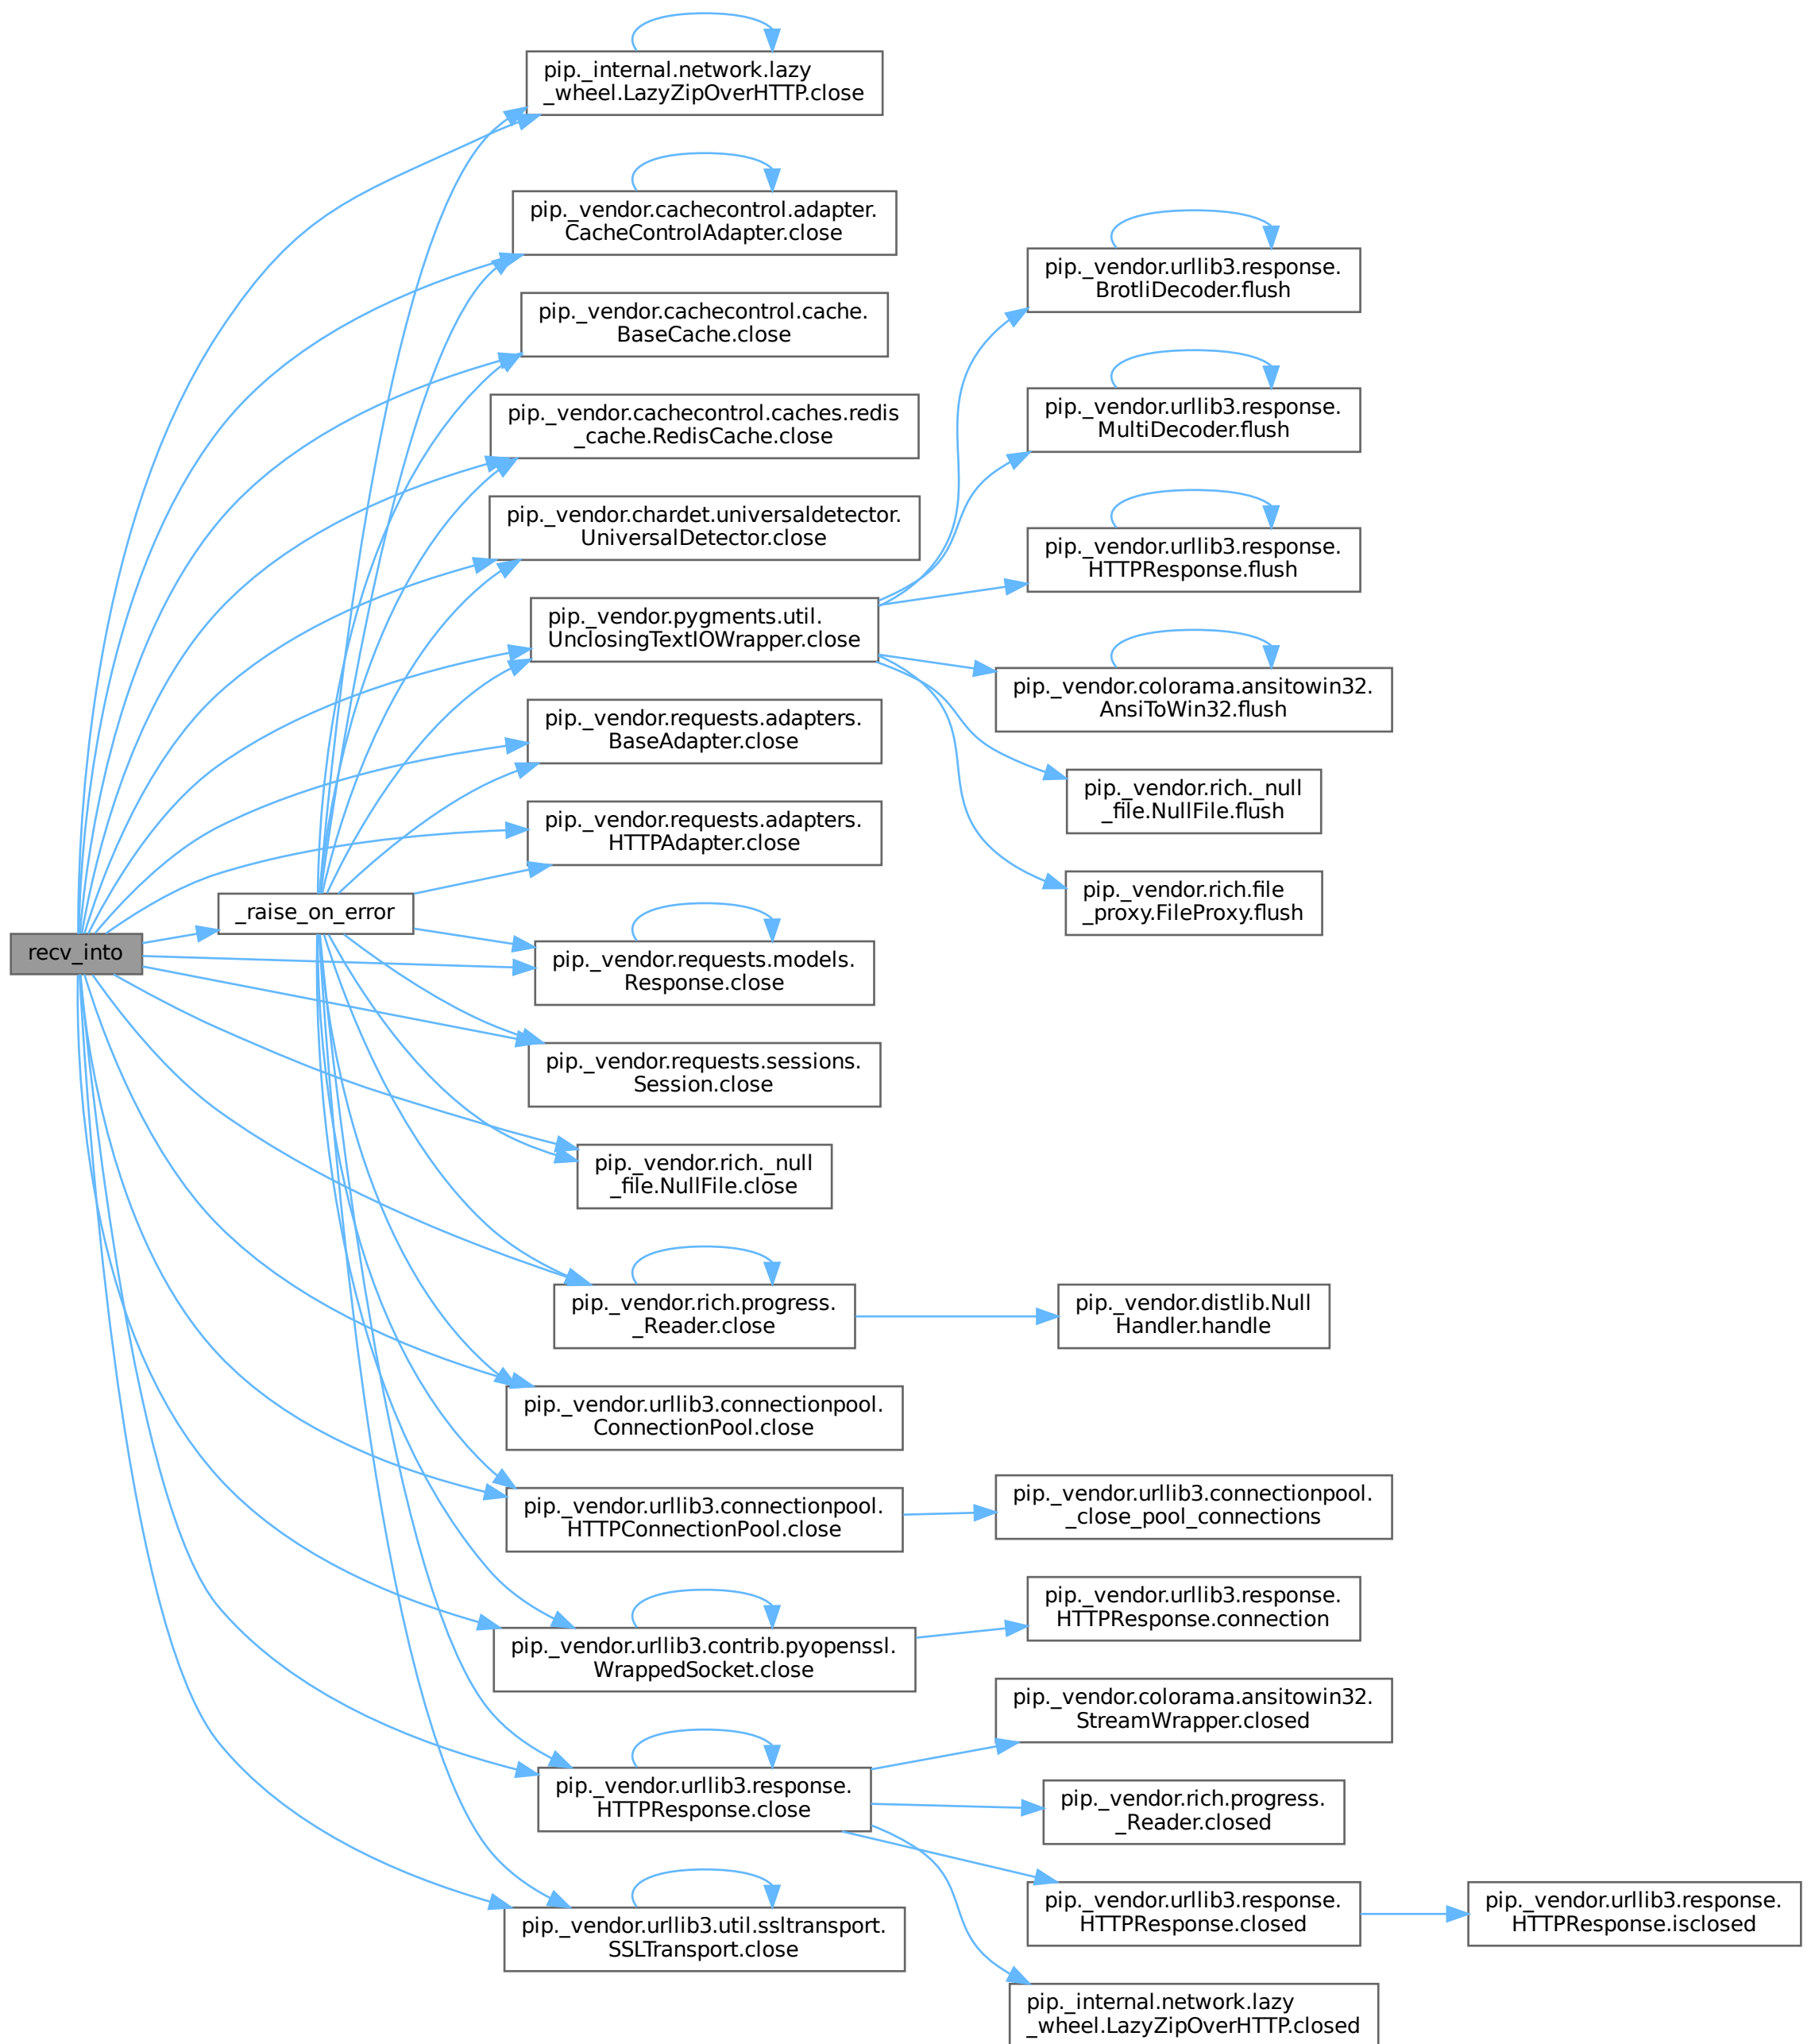 recv_into
_raise_on_error
pip._internal.network.lazy
_wheel.LazyZipOverHTTP.close
pip._vendor.cachecontrol.adapter.
CacheControlAdapter.close
pip._vendor.cachecontrol.cache.
BaseCache.close
pip._vendor.cachecontrol.caches.redis
_cache.RedisCache.close
pip._vendor.chardet.universaldetector.
UniversalDetector.close
pip._vendor.pygments.util.
UnclosingTextIOWrapper.close
pip._vendor.requests.adapters.
BaseAdapter.close
pip._vendor.requests.adapters.
HTTPAdapter.close
pip._vendor.requests.models.
Response.close
pip._vendor.requests.sessions.
Session.close
pip._vendor.rich._null
_file.NullFile.close
pip._vendor.rich.progress.
_Reader.close
pip._vendor.urllib3.connectionpool.
ConnectionPool.close
pip._vendor.urllib3.connectionpool.
HTTPConnectionPool.close
pip._vendor.urllib3.contrib.pyopenssl.
WrappedSocket.close
pip._vendor.urllib3.response.
HTTPResponse.close
pip._vendor.urllib3.util.ssltransport.
SSLTransport.close
pip._vendor.urllib3.response.
BrotliDecoder.flush
pip._vendor.urllib3.response.
MultiDecoder.flush
pip._vendor.urllib3.response.
HTTPResponse.flush
pip._vendor.colorama.ansitowin32.
AnsiToWin32.flush
pip._vendor.rich._null
_file.NullFile.flush
pip._vendor.rich.file
_proxy.FileProxy.flush
pip._vendor.distlib.Null
Handler.handle
pip._vendor.urllib3.connectionpool.
_close_pool_connections
pip._vendor.urllib3.response.
HTTPResponse.connection
pip._vendor.colorama.ansitowin32.
StreamWrapper.closed
pip._vendor.rich.progress.
_Reader.closed
pip._vendor.urllib3.response.
HTTPResponse.closed
pip._internal.network.lazy
_wheel.LazyZipOverHTTP.closed
pip._vendor.urllib3.response.
HTTPResponse.isclosed